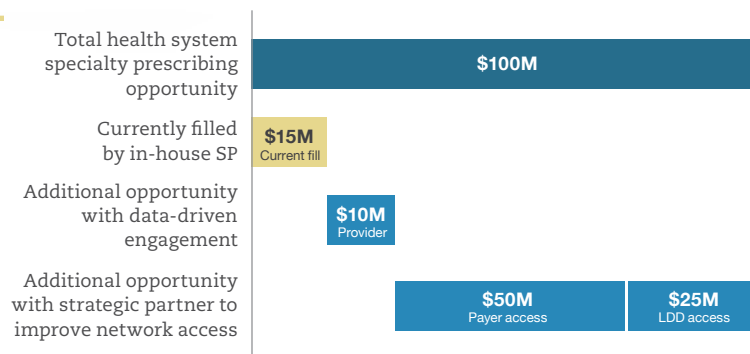 Total health system
specialty prescribing
opportunity
$100M
Currently filled
by in-house SP
$15M
Current fill
Additional opportunity
with data-driven
engagement
$10M
Provider
Additional opportunity
with strategic partner to
improve network access
$50M
Payer access
$25M
LDD access